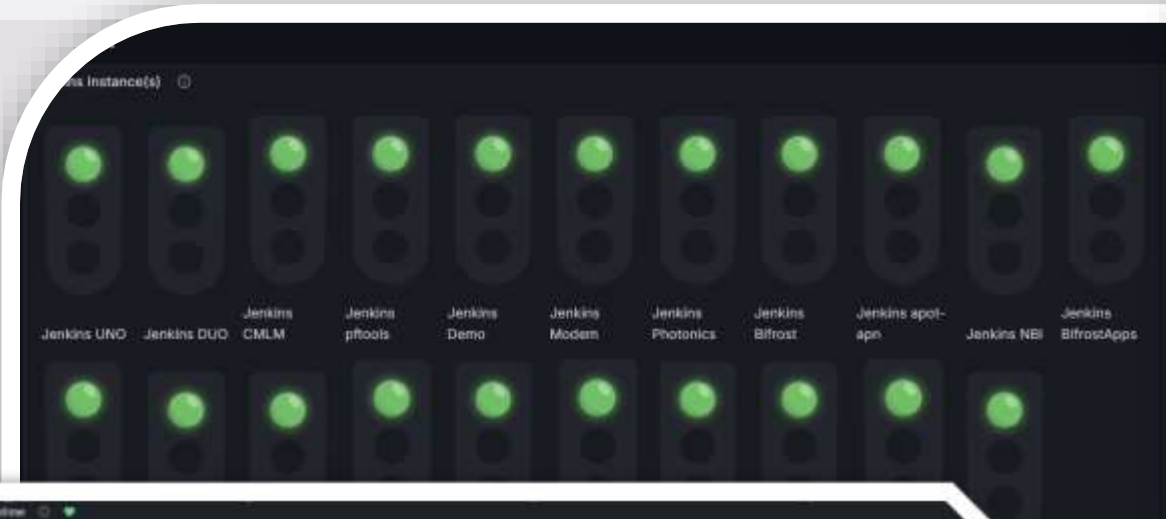 Instance(s)
Jenkins UNO
Jenkins DUO
Jenkins
CMLM
Jenkins
pftools
Jenkins
Demo
Jenkins
Modem
Jenkins
Photonics
Jenkins
Bifrost
Jenkins spot-
apn
Jenkins NBI
Jenkins
BifrostApps